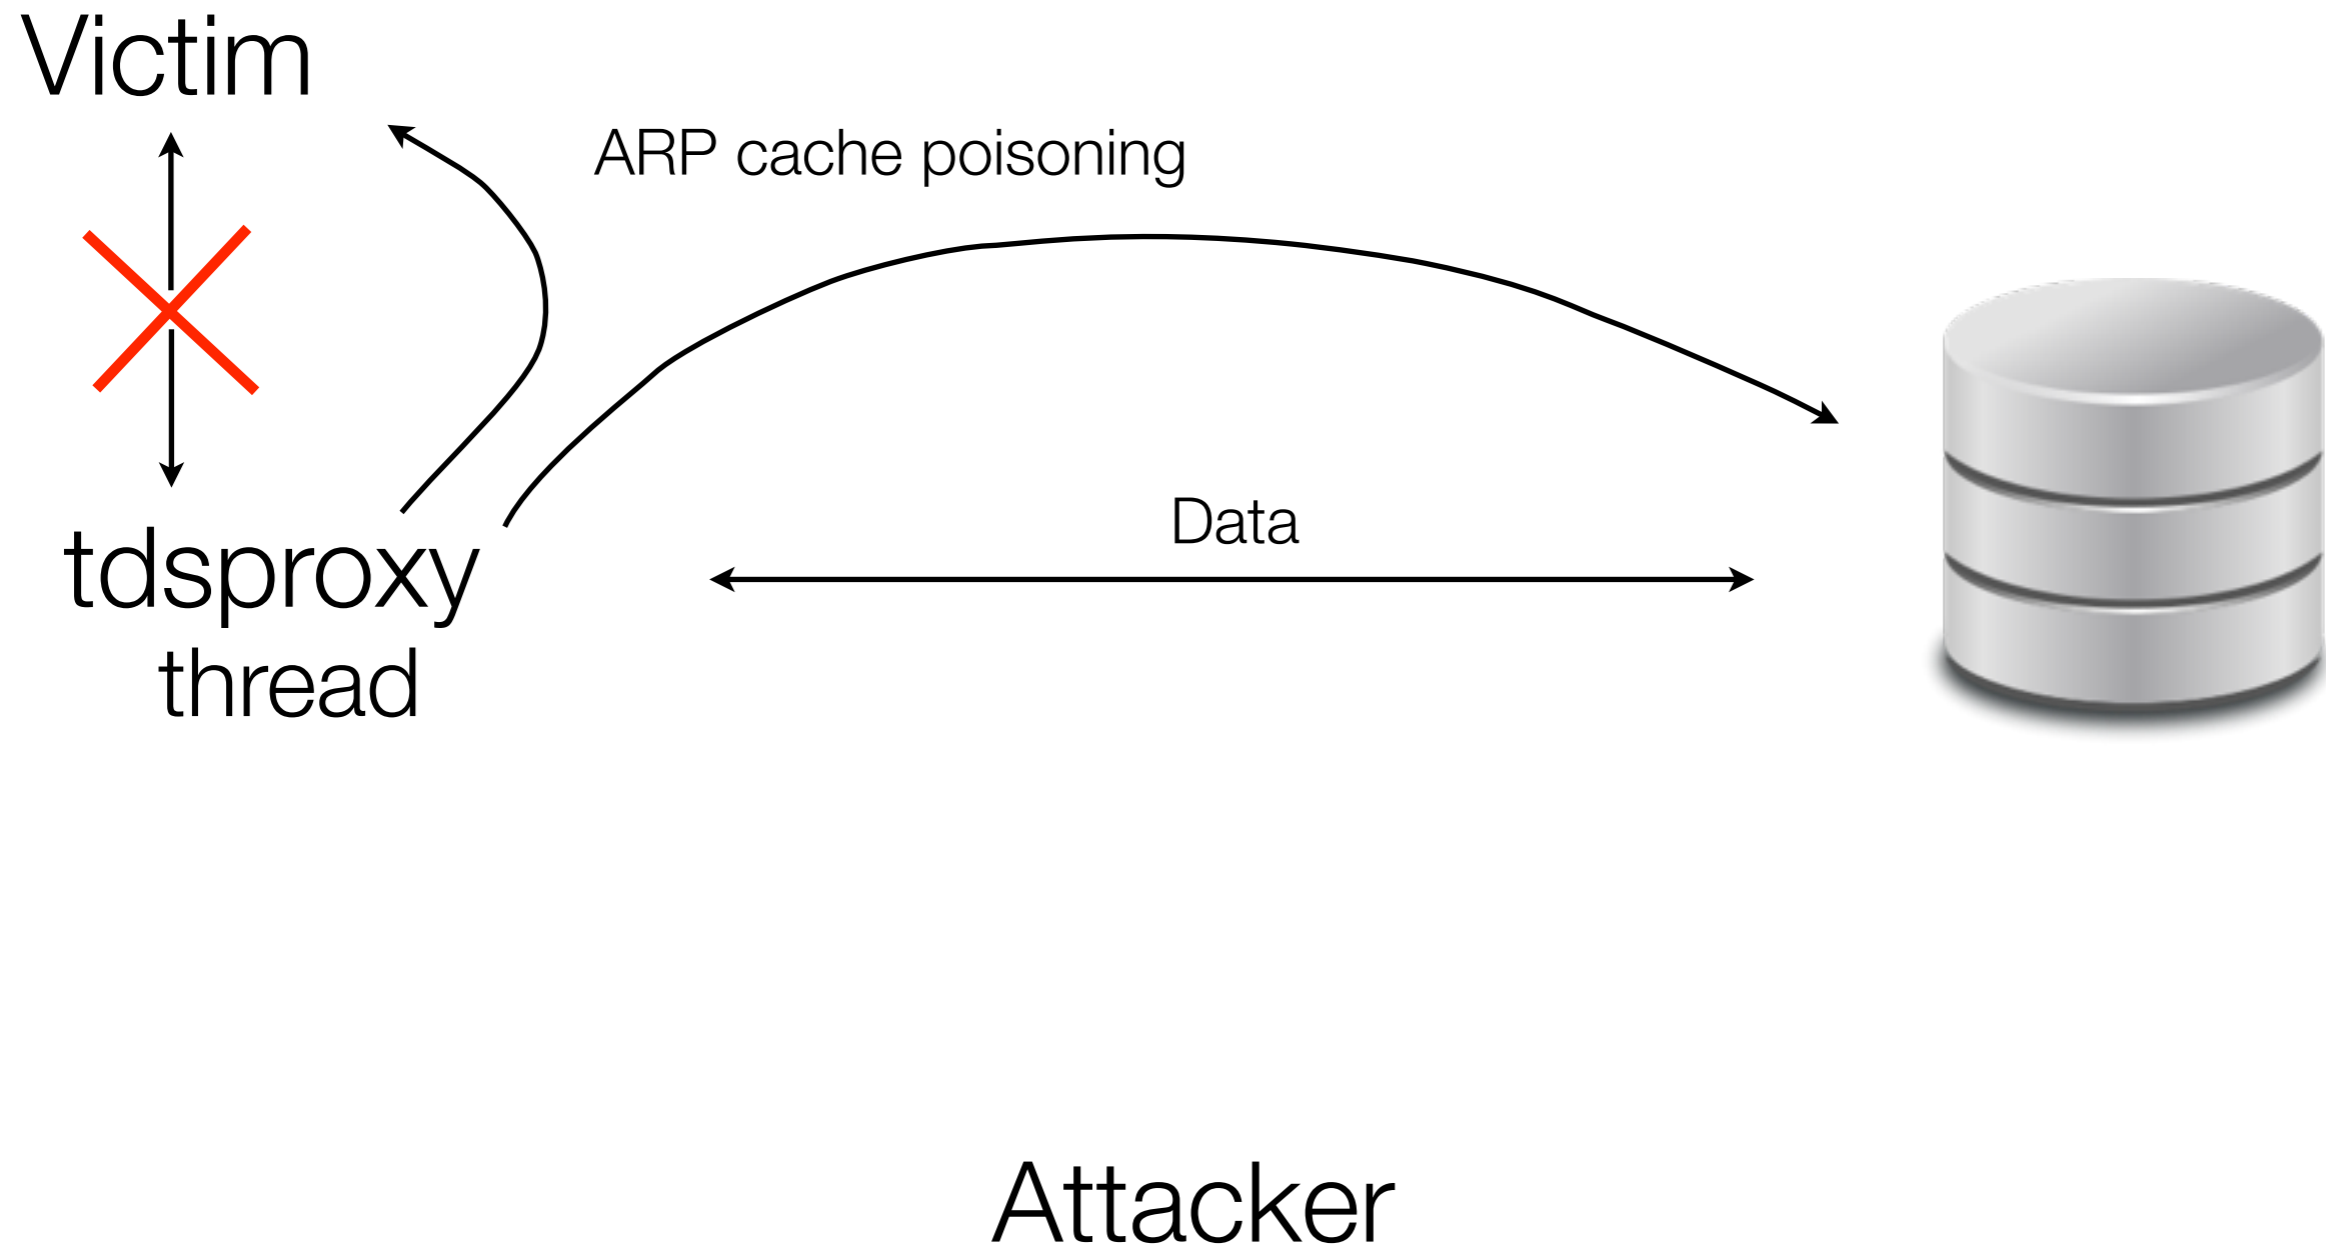 Victim
ARP cache poisoning
Data
tdsproxy
thread
Attacker